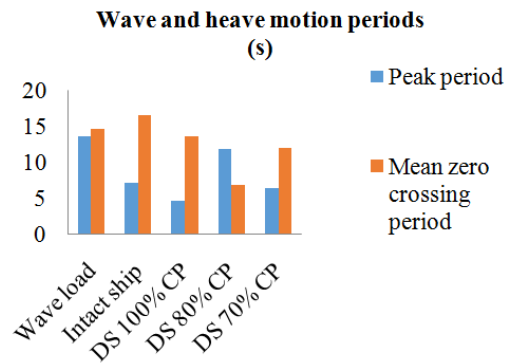 Wave and heave motion periods
(s)
20
15
10
5
0
Wave load
Intact ship
DS 100% CP
DS 80% CP
DS 70% CP
Peak period
Mean zero
crossing
period